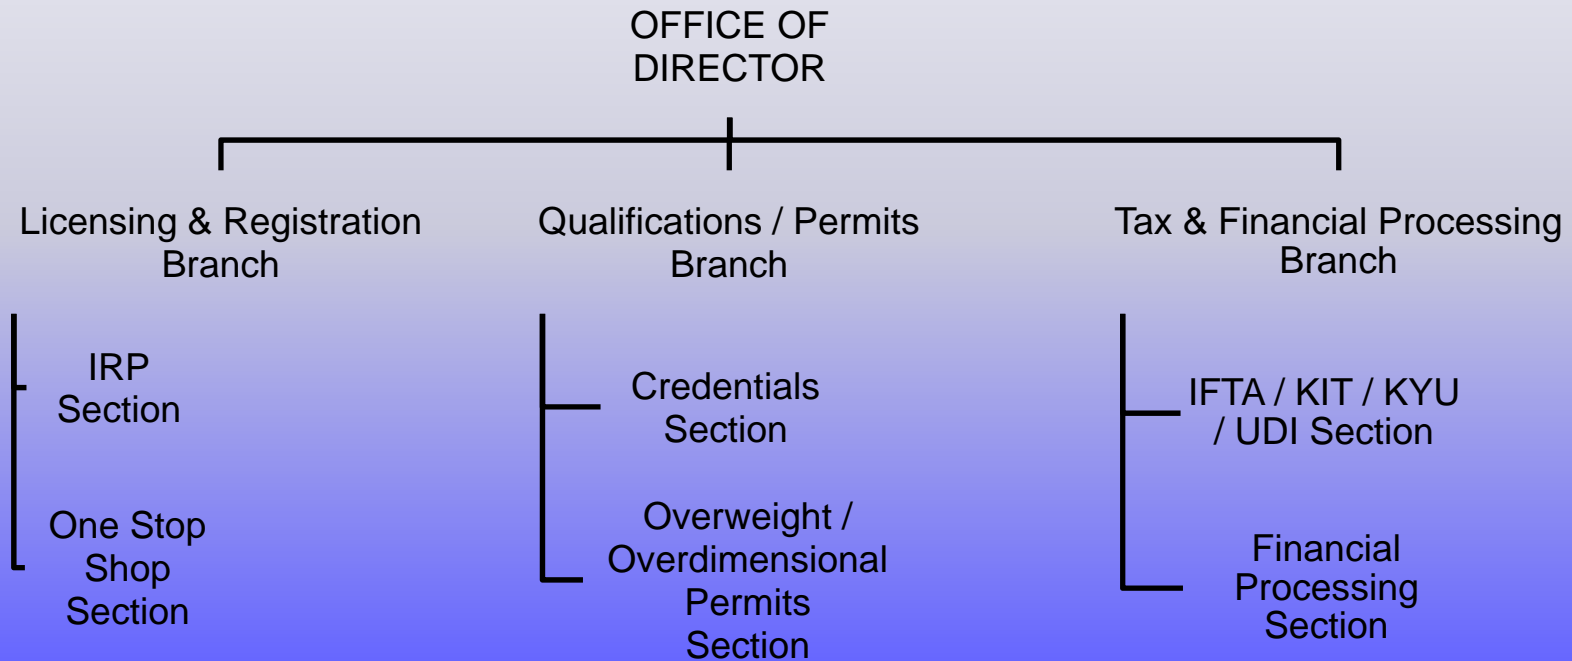 OFFICE OF
DIRECTOR
Licensing & Registration
Branch
Qualifications / Permits
Branch
Tax & Financial Processing
Branch
IRP
Section
One Stop
Shop
Section
Credentials
Section
Overweight /
Overdimensional
Permits
Section
IFTA / KIT / KYU
/ UDI Section
Financial
Processing
Section